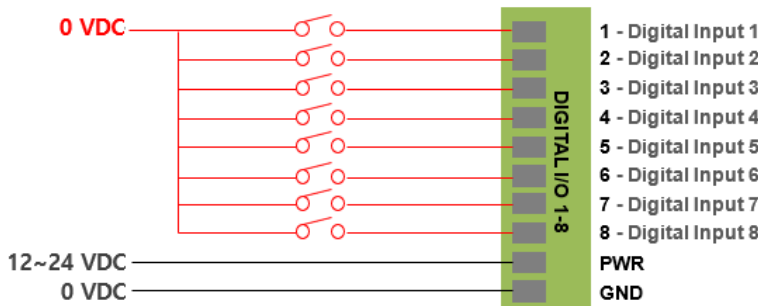 0 VDC
1 - Digital Input 1
2 - Digital Input 2
3 - Digital Input 3
4 - Digital Input 4
5 - Digital Input 5
6 - Digital Input 6
7 - Digital Input 7
8 - Digital Input 8
DIGITAL I/O 1-8
12~24 VDC
PWR
0 VDC
GND